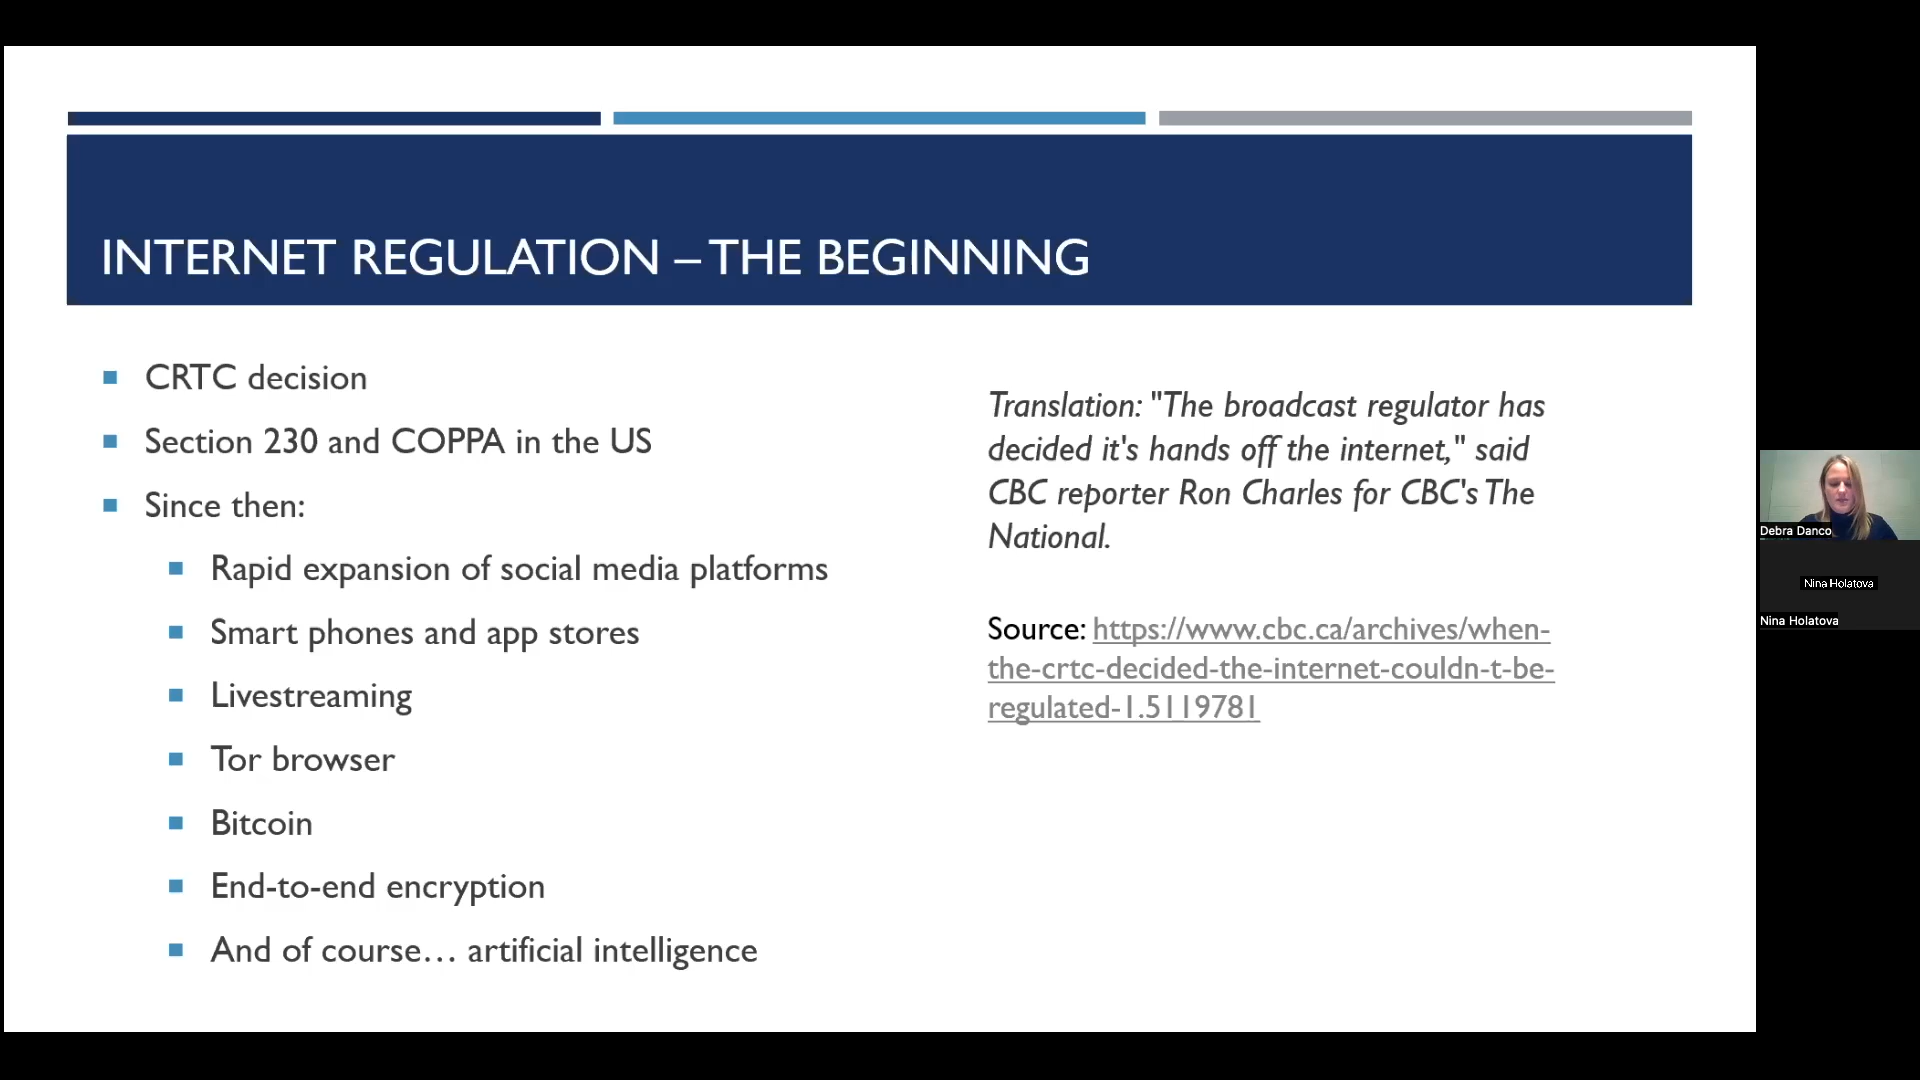 INTERNET REGULATION – THE BEGINNING
CRTC decision
Section 230 and COPPA in the US
Since then:
Rapid expansion of social media platforms
Smart phones and app stores
Livestreaming
Tor browser
Bitcoin
End-to-end encryption
And of course… artificial intelligence
Translation: "The broadcast regulator has
decided it's hands off the internet," said
CBC reporter Ron Charles for CBC's The
National.
Source: https://www.cbc.ca/archives/when-
the-crtc-decided-the-internet-couldn-t-be-
regulated-1.5119781
Debra Danco
Nina Holatova
Nina Holatova